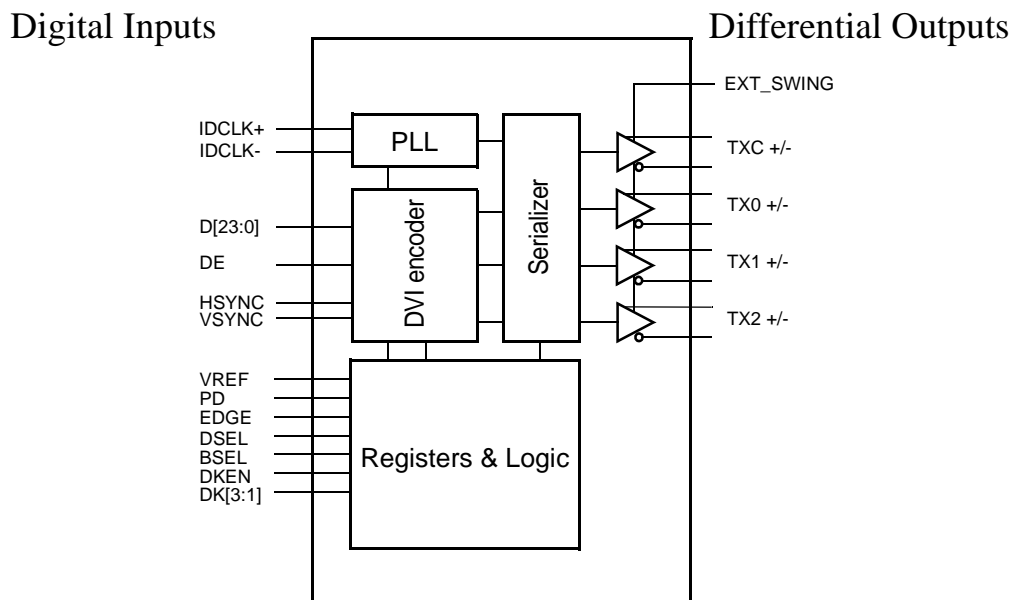 Digital Inputs
Differential Outputs
EXT_SWING
IDCLK+
IDCLK-
PLL
TXC +/-
D[23:0]
DE
HSYNC
VSYNC
DVI encoder
Serializer
TX0 +/-
TX1 +/-
TX2 +/-
VREF
PD
EDGE
DSEL
BSEL
DKEN
DK[3:1]
Registers & Logic